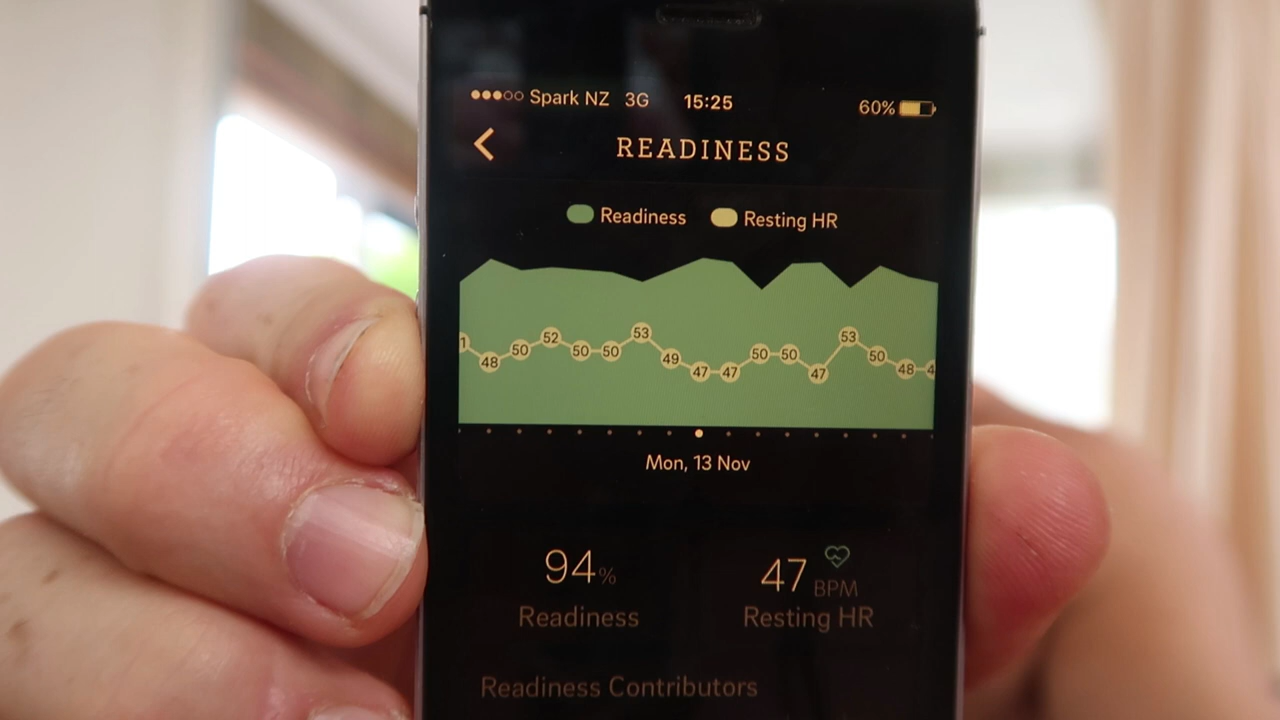 ●●●○○ Spark NZ 3G 15:25 60%
READINESS
Readiness Resting HR
48 50 52 50 50 53 49 47 47 50 50 47 53 50 48
Mon, 13 Nov
94% 47 BPM
Readiness Resting HR
Readiness Contributors